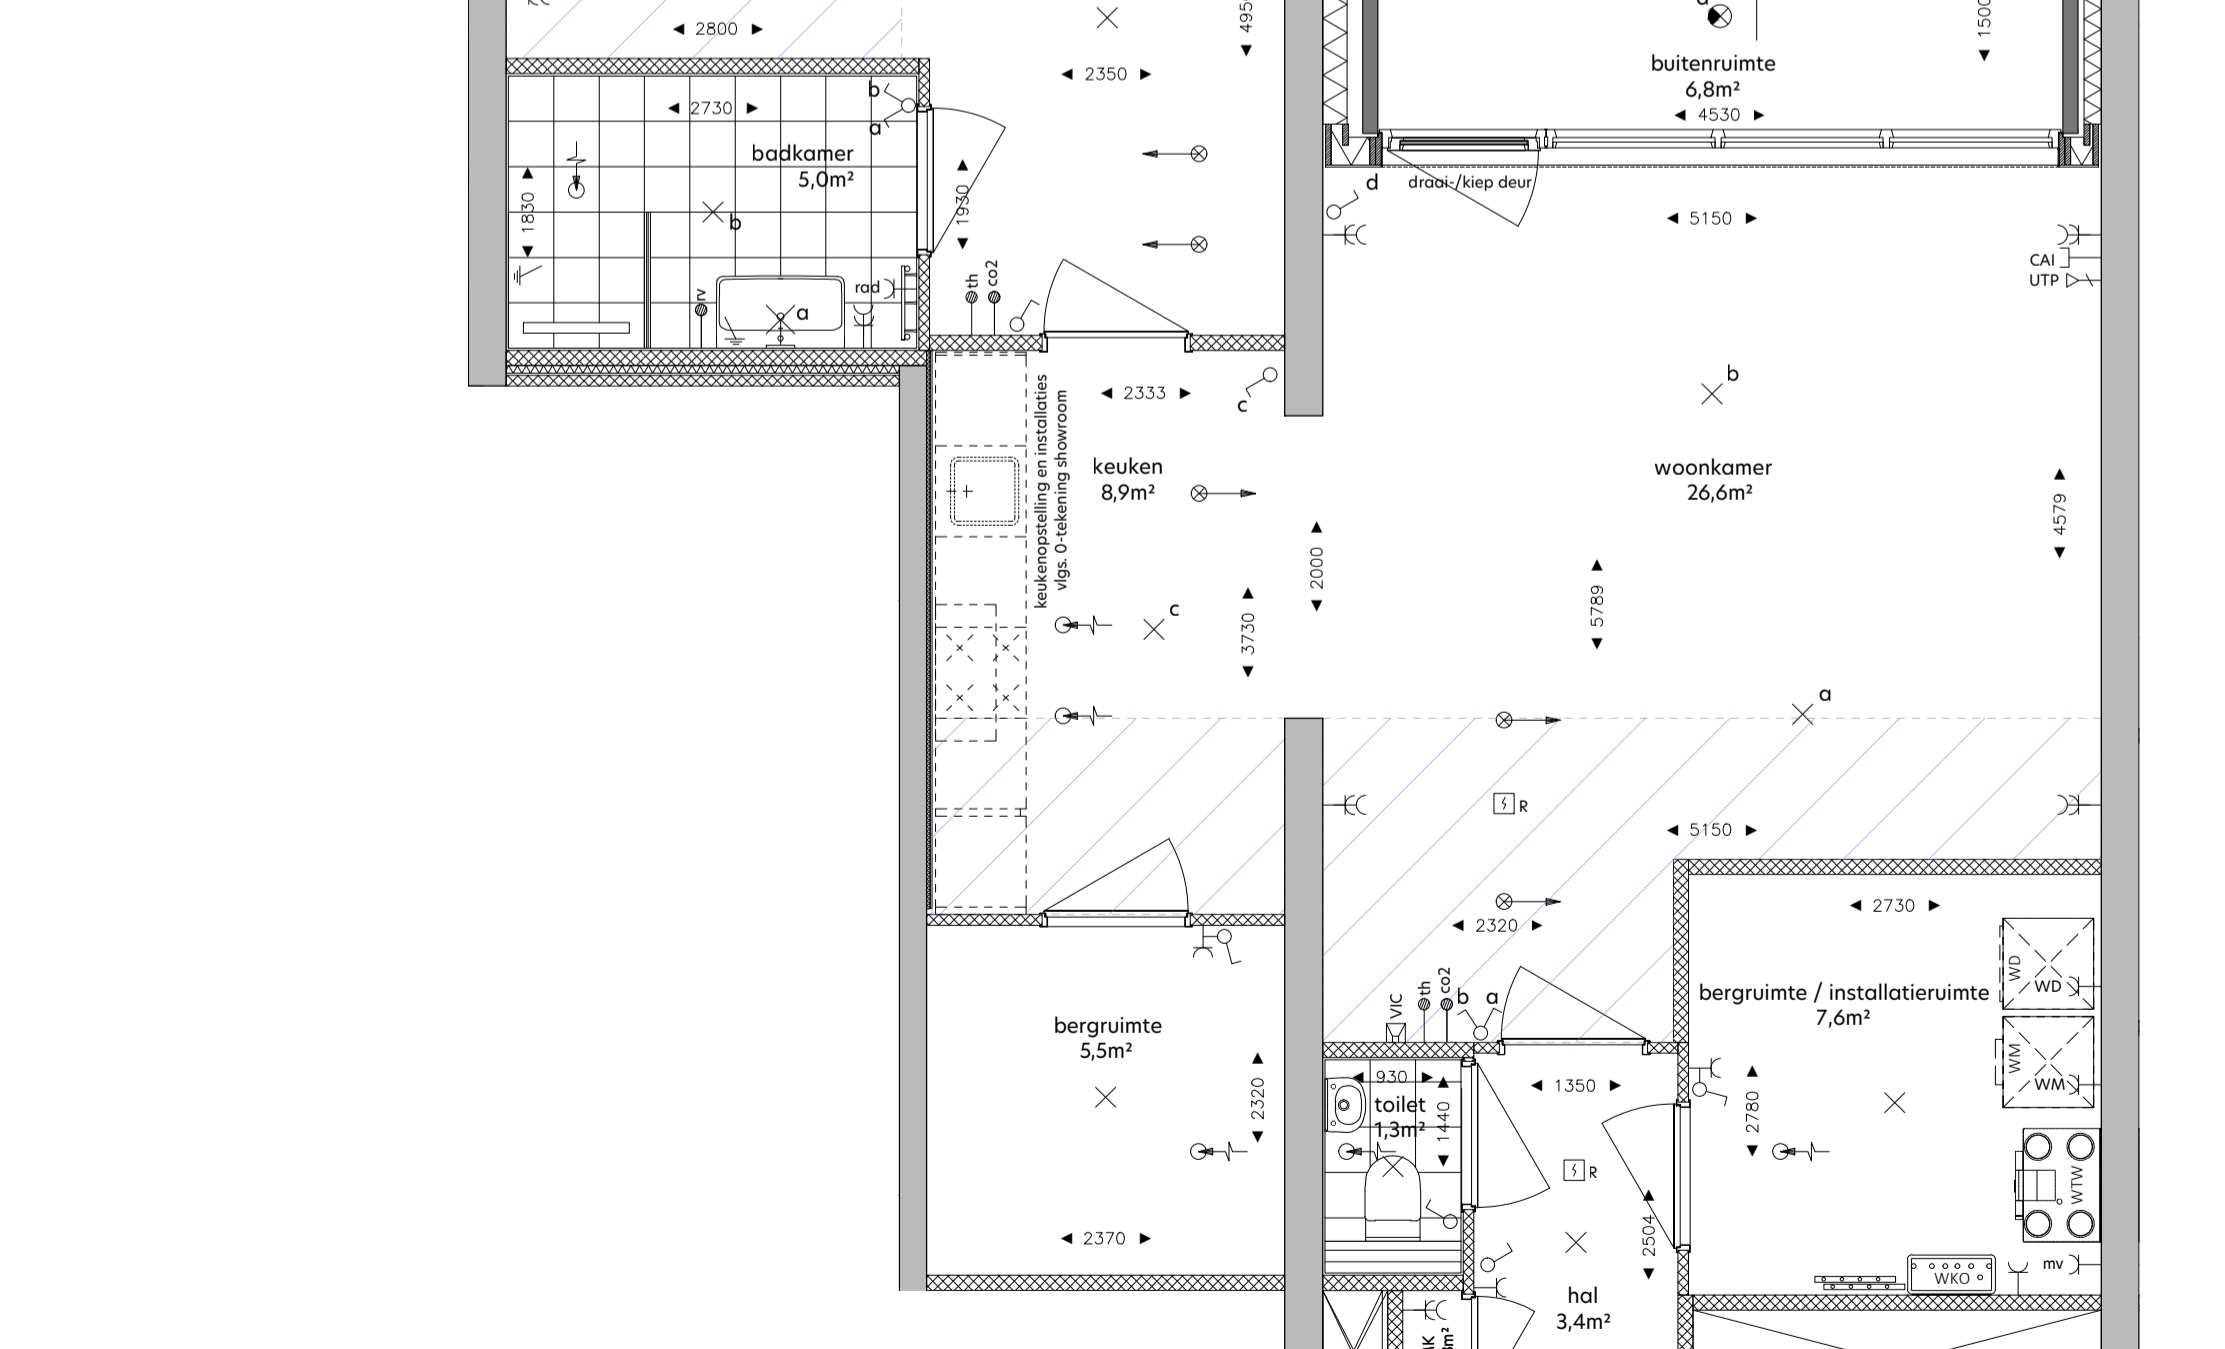 2800
495
1500
buitenruimte
6,8m²
4530
2350
b
2730
a
badkamer
5,0m²
1830
1930
b
d
draai-/kiep deur
5150
CAI
UTP
th
co2
rad
rv
a
2333
c
b
keukenopstelling en installaties
vlgs. 0-tekening showroom
keuken
8,9m²
woonkamer
26,6m²
4579
2000
5789
3730
c
a
R
5150
2320
2730
WD
WD
bergruimte / installatieruimte
7,6m²
VIC
th
co2
b
a
bergruimte
5,5m²
WM
WM
930
1350
toilet
1,3m²
1440
2320
2780
R
WTW
2370
2504
mv
WKO
hal
3,4m²